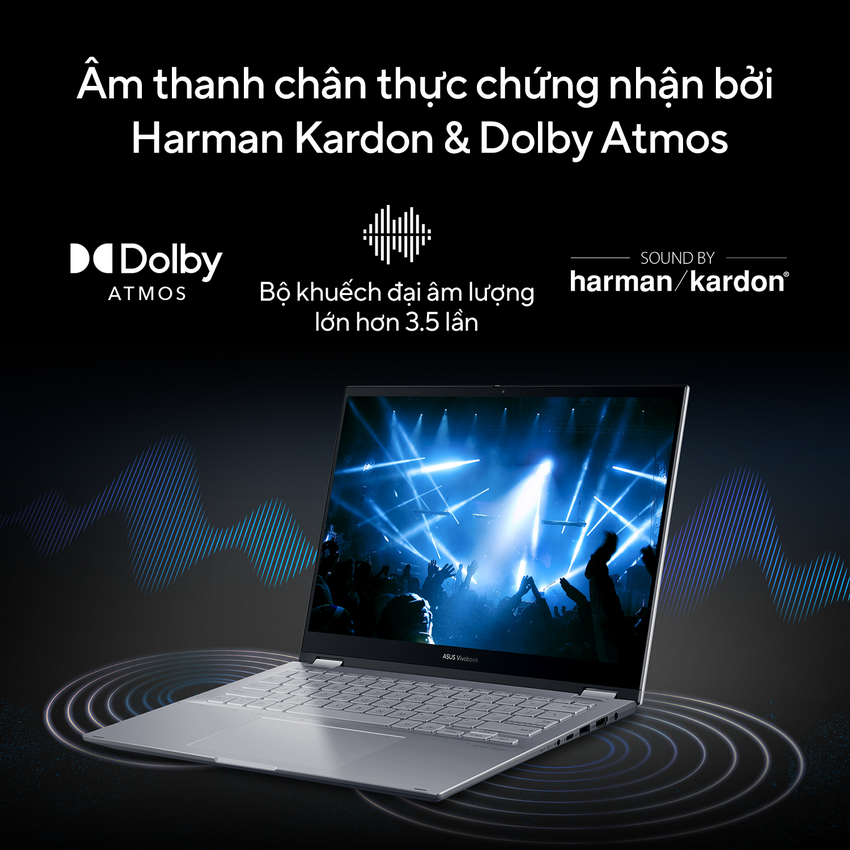 Âm thanh chân thực chứng nhận bởi
Harman Kardon & Dolby Atmos
Dolby
ATMOS
Bộ khuếch đại âm lượng
lớn hơn 3.5 lần
SOUND BY
harman/kardon®
ASUS Vivobook